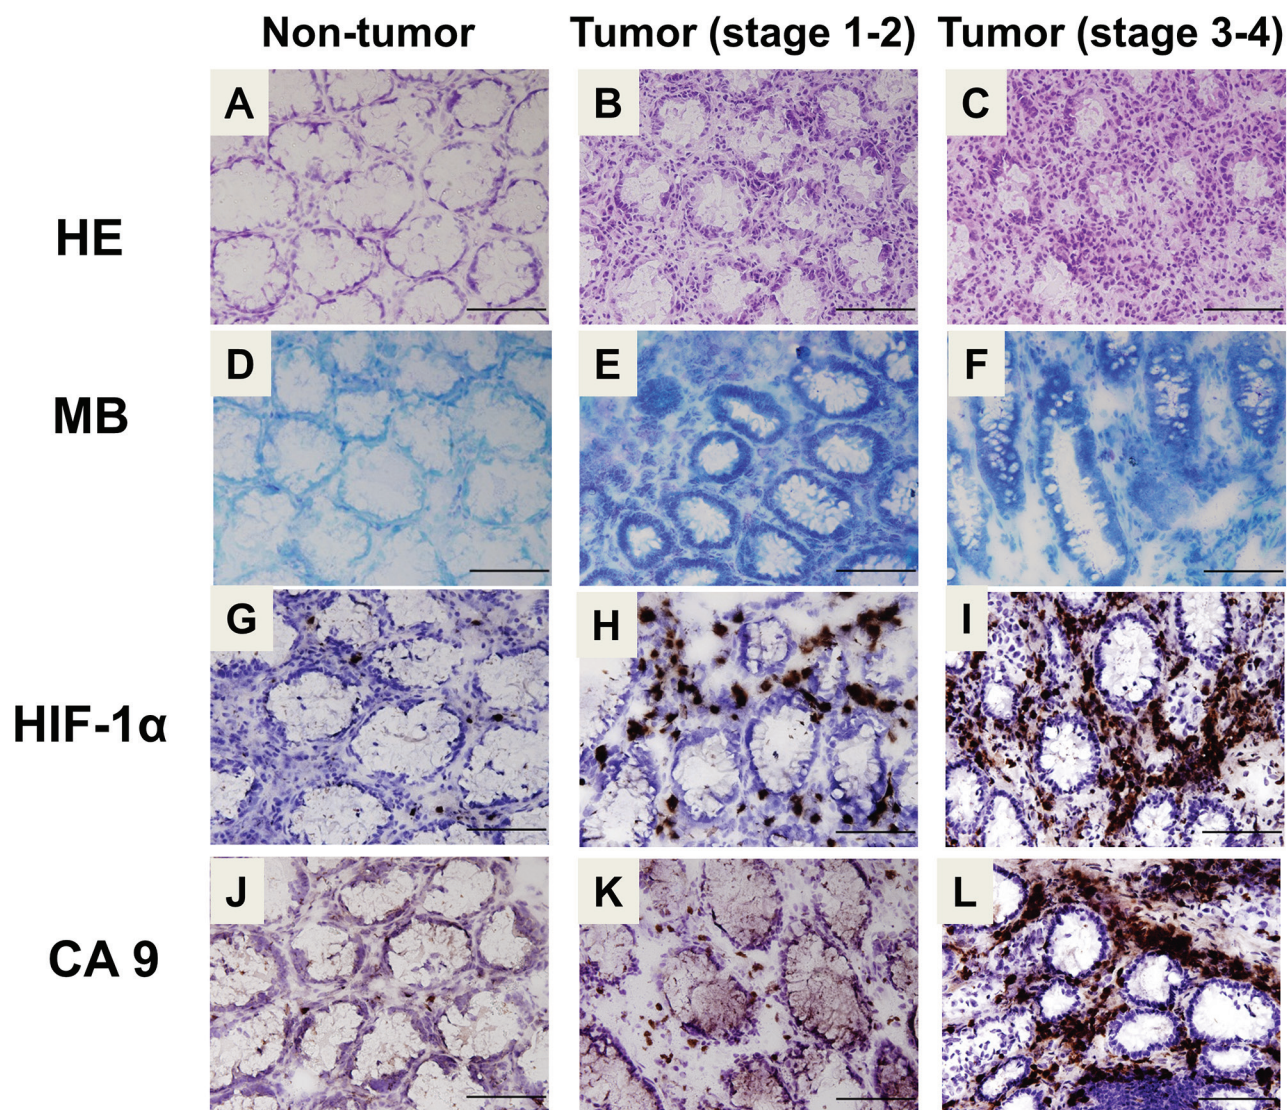 Non-tumor Tumor (stage 1-2) Tumor (stage 3-4)
HE A B C
MB D E F
HIF-1α G H I
CA 9 J K L